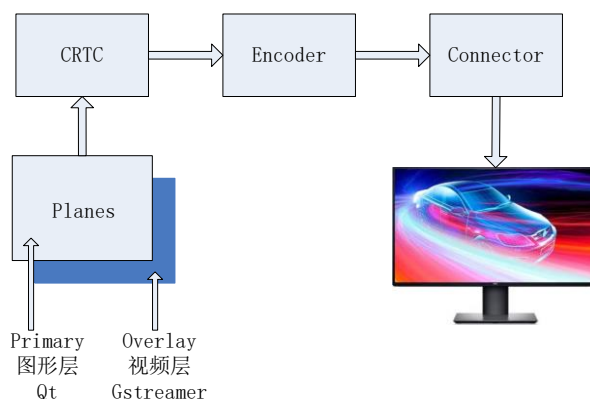 CRTC
Encoder
Connector
Planes
Primary
图形层
Qt
Overlay
视频层
Gstreamer